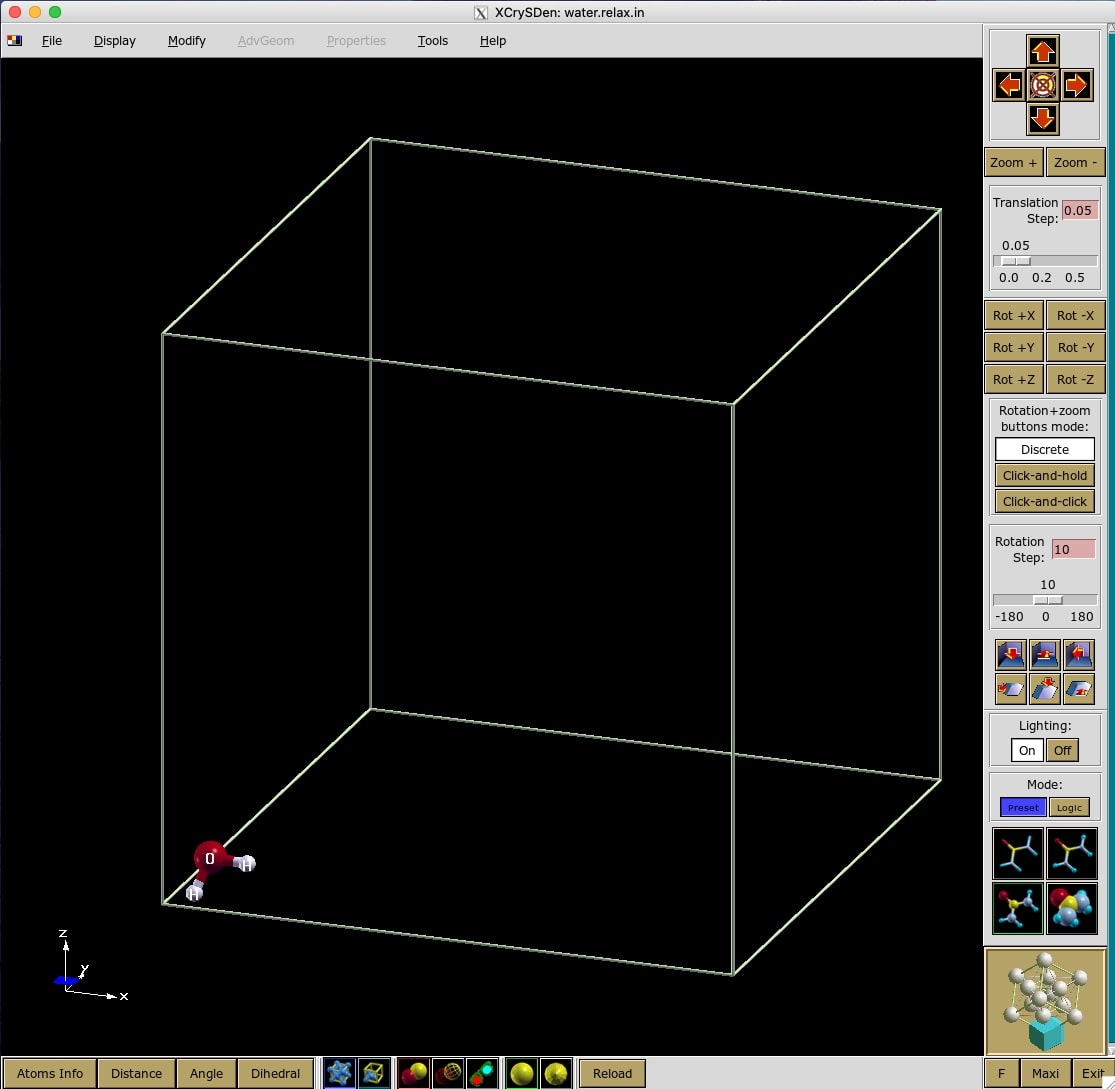 XCrySDen: water.relax.in
File Display Modify AdvGeom Properties Tools Help
Zoom + Zoom -
Translation
Step: 0.05
0.05
0.0 0.2 0.5
Rot +X Rot -X
Rot +Y Rot -Y
Rot +Z Rot -Z
Rotation+zoom
buttons mode:
Discrete
Click-and-hold
Click-and-click
Rotation
Step: 10
10
-180 0 180
Lighting:
On Off
Mode:
Preset Logic
O
H
H
z
y
x
Atoms Info Distance Angle Dihedral Reload F Maxi Exit